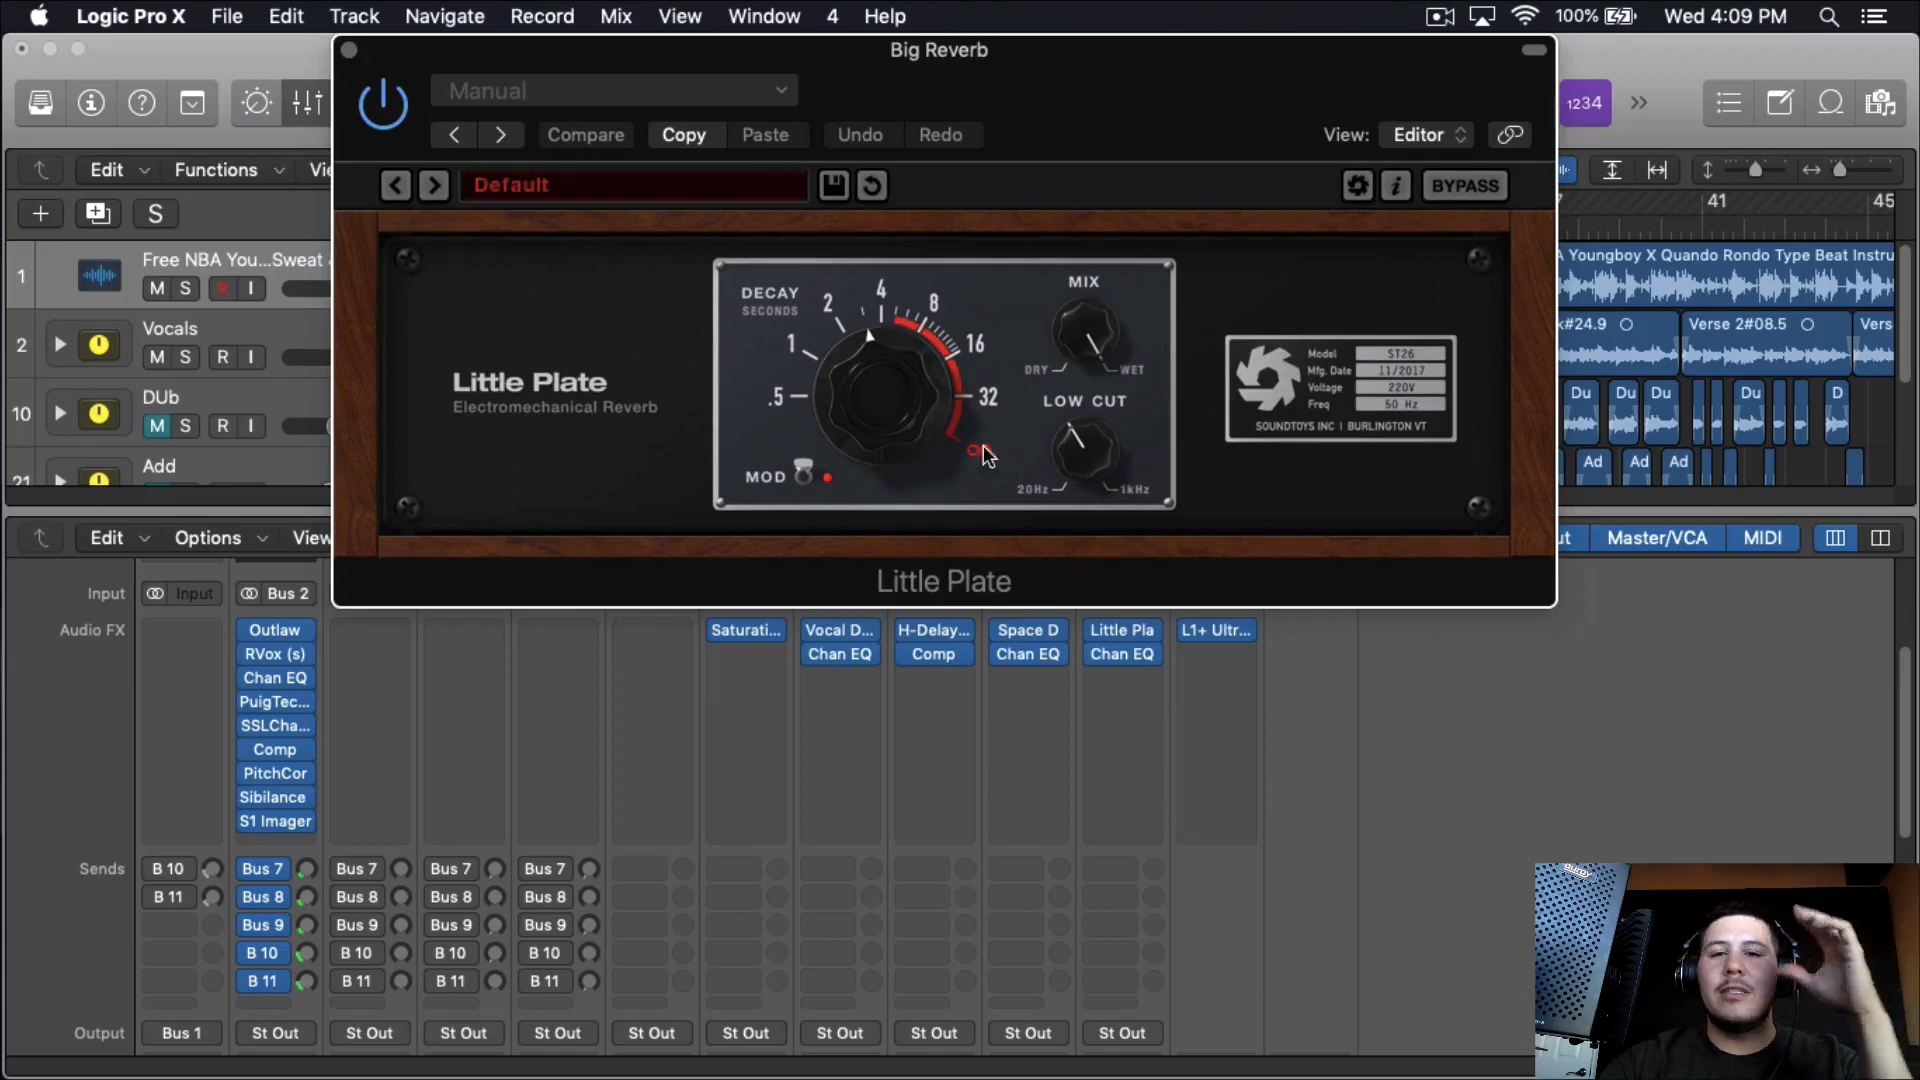 Logic Pro X File Edit Track Navigate Record Mix View Window 4 Help 100% Wed 4:09 PM
Big Reverb
Manual
Compare Copy Paste Undo Redo View: Editor
1234
Edit Functions
Default BYPASS
S
41 45
1 Free NBA You...Sweat
M S R I
Youngboy X Quando Rondo Type Beat Instru
2 Vocals
M S R I
#24.9 Verse 2#08.5 Vers
10 DUb
M S R I
Du Du Du Du D
21 Add
Ad Ad Ad
DECAY
SECONDS
.5 1 2 4 8 16 32
MOD
MIX
DRY WET
LOW CUT
20Hz 1kHz
Little Plate
Electromechanical Reverb
Model ST26
Mfg. Date 11/2017
Voltage 220V
Freq 50 Hz
SOUNDTOYS INC | BURLINGTON VT
Little Plate
Edit Options View Master/VCA MIDI
Input Input Bus 2
Audio FX Outlaw Saturati... Vocal D... H-Delay... Space D Little Pla L1+ Ultr...
RVox (s) Chan EQ Comp Chan EQ Chan EQ
Chan EQ
PuigTec...
SSLCha...
Comp
PitchCor
Sibilance
S1 Imager
Sends B 10 Bus 7 Bus 7 Bus 7 Bus 7
B 11 Bus 8 Bus 8 Bus 8 Bus 8
Bus 9 Bus 9 Bus 9 Bus 9
B 10 B 10 B 10 B 10
B 11 B 11 B 11 B 11
Output Bus 1 St Out St Out St Out St Out St Out St Out St Out St Out St Out St Out